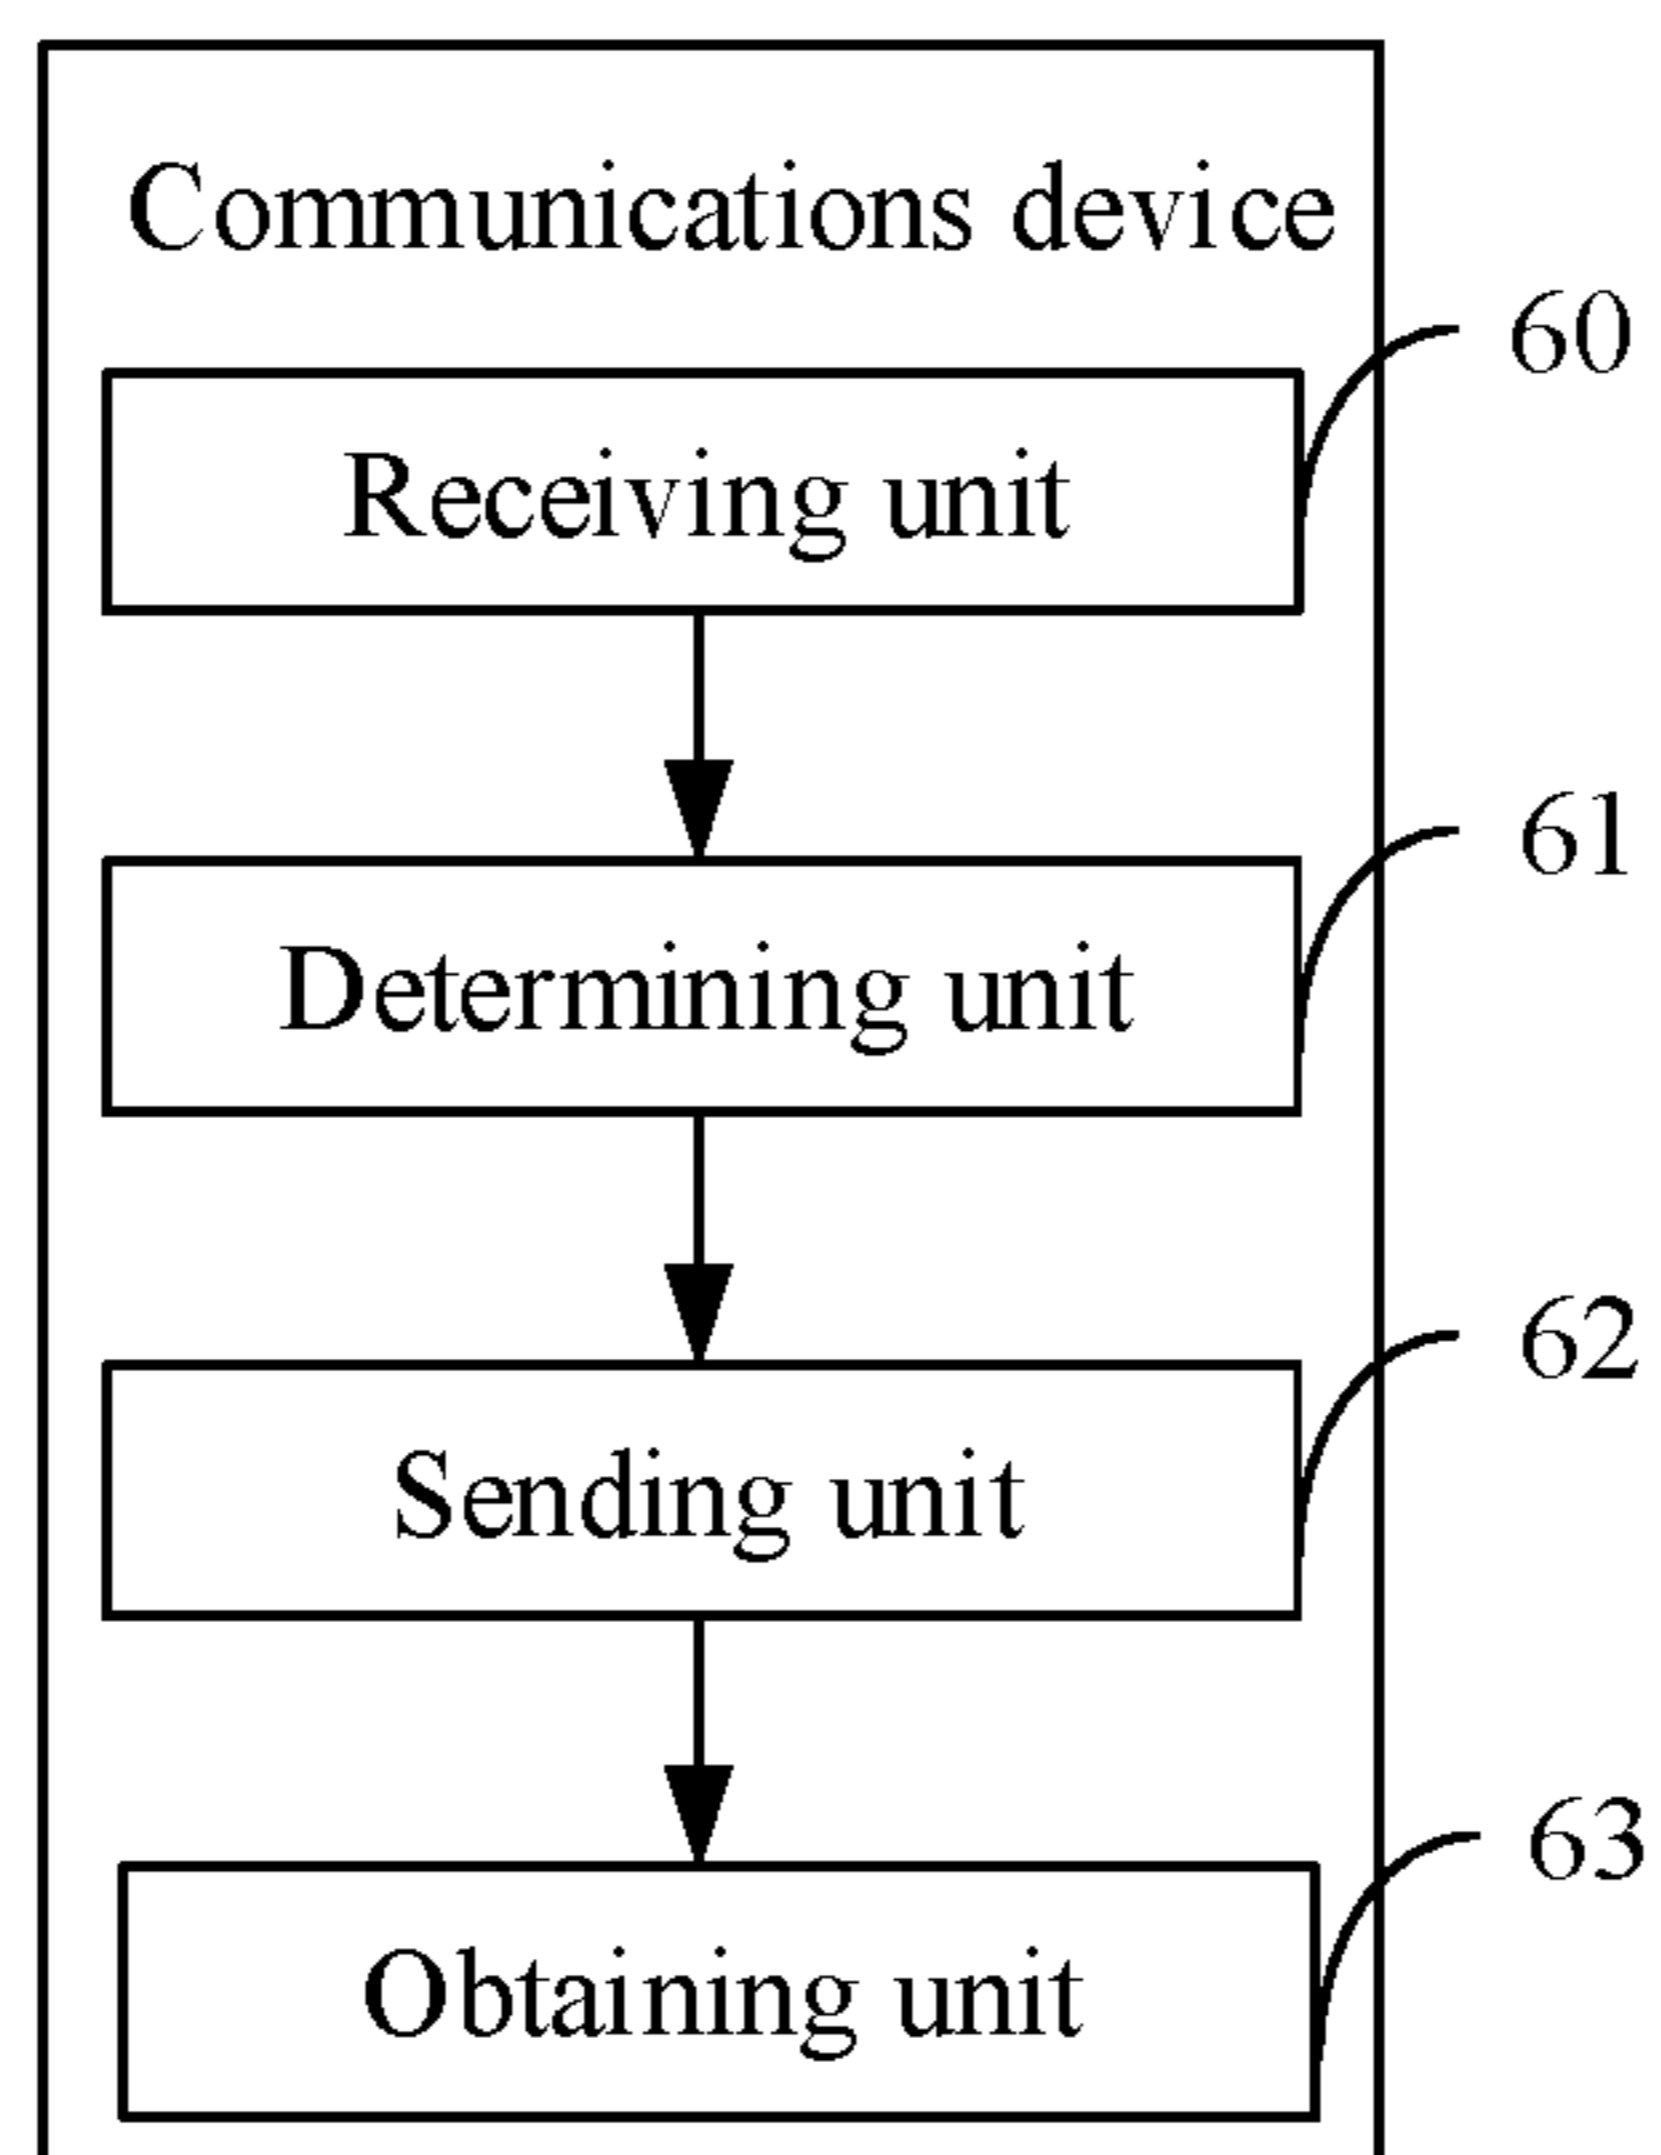 Communications device
60
Receiving unit
61
Determining unit
62
Sending unit
63
Obtaining unit